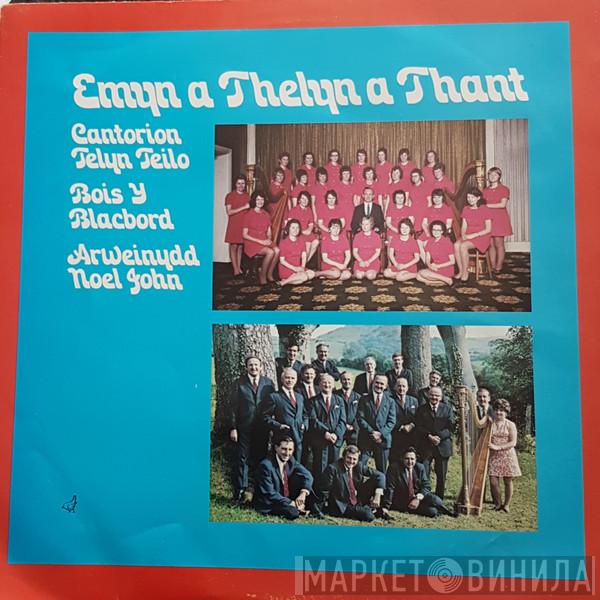 Emyn a Thelyn a Thant
Cantorion
Telyn Teilo
Bois Y
Blacbord
Arweinydd
Noel John
МАРКЕТ ВИНИЛА